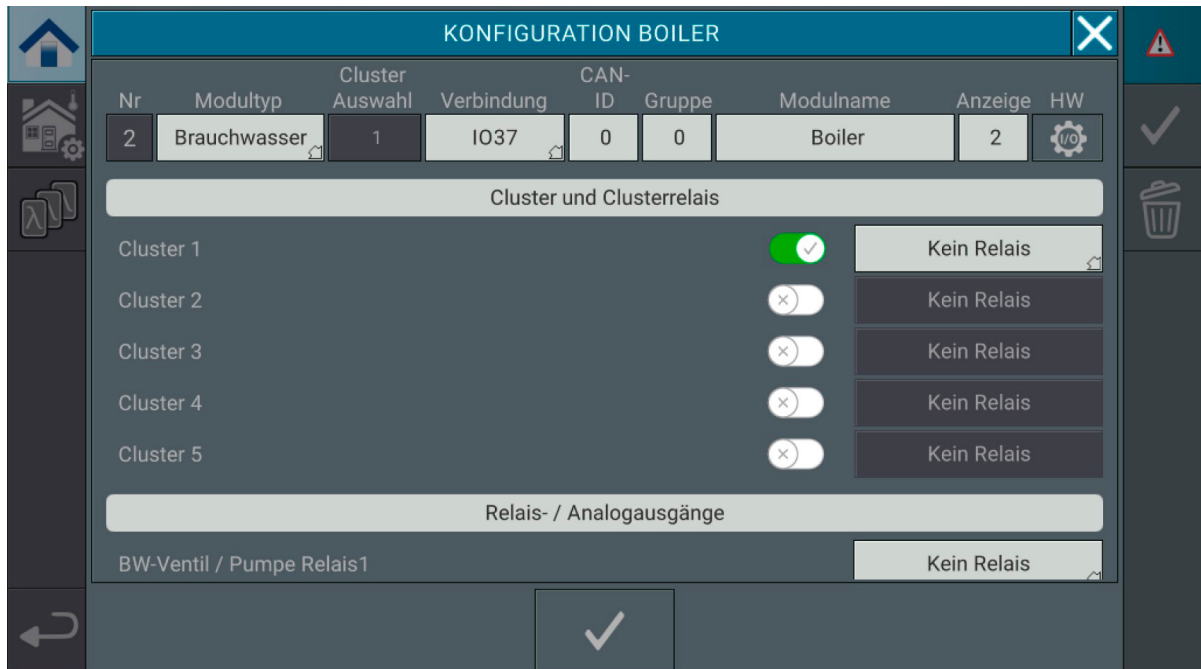 KONFIGURATION BOILER
Nr Modultyp Cluster Auswahl Verbindung CAN-ID Gruppe Modulname Anzeige HW
2 Brauchwasser 1 IO37 0 0 Boiler 2 I/O
Cluster und Clusterrelais
Cluster 1 Kein Relais
Cluster 2 Kein Relais
Cluster 3 Kein Relais
Cluster 4 Kein Relais
Cluster 5 Kein Relais
Relais- / Analogausgänge
BW-Ventil / Pumpe Relais1 Kein Relais
λ